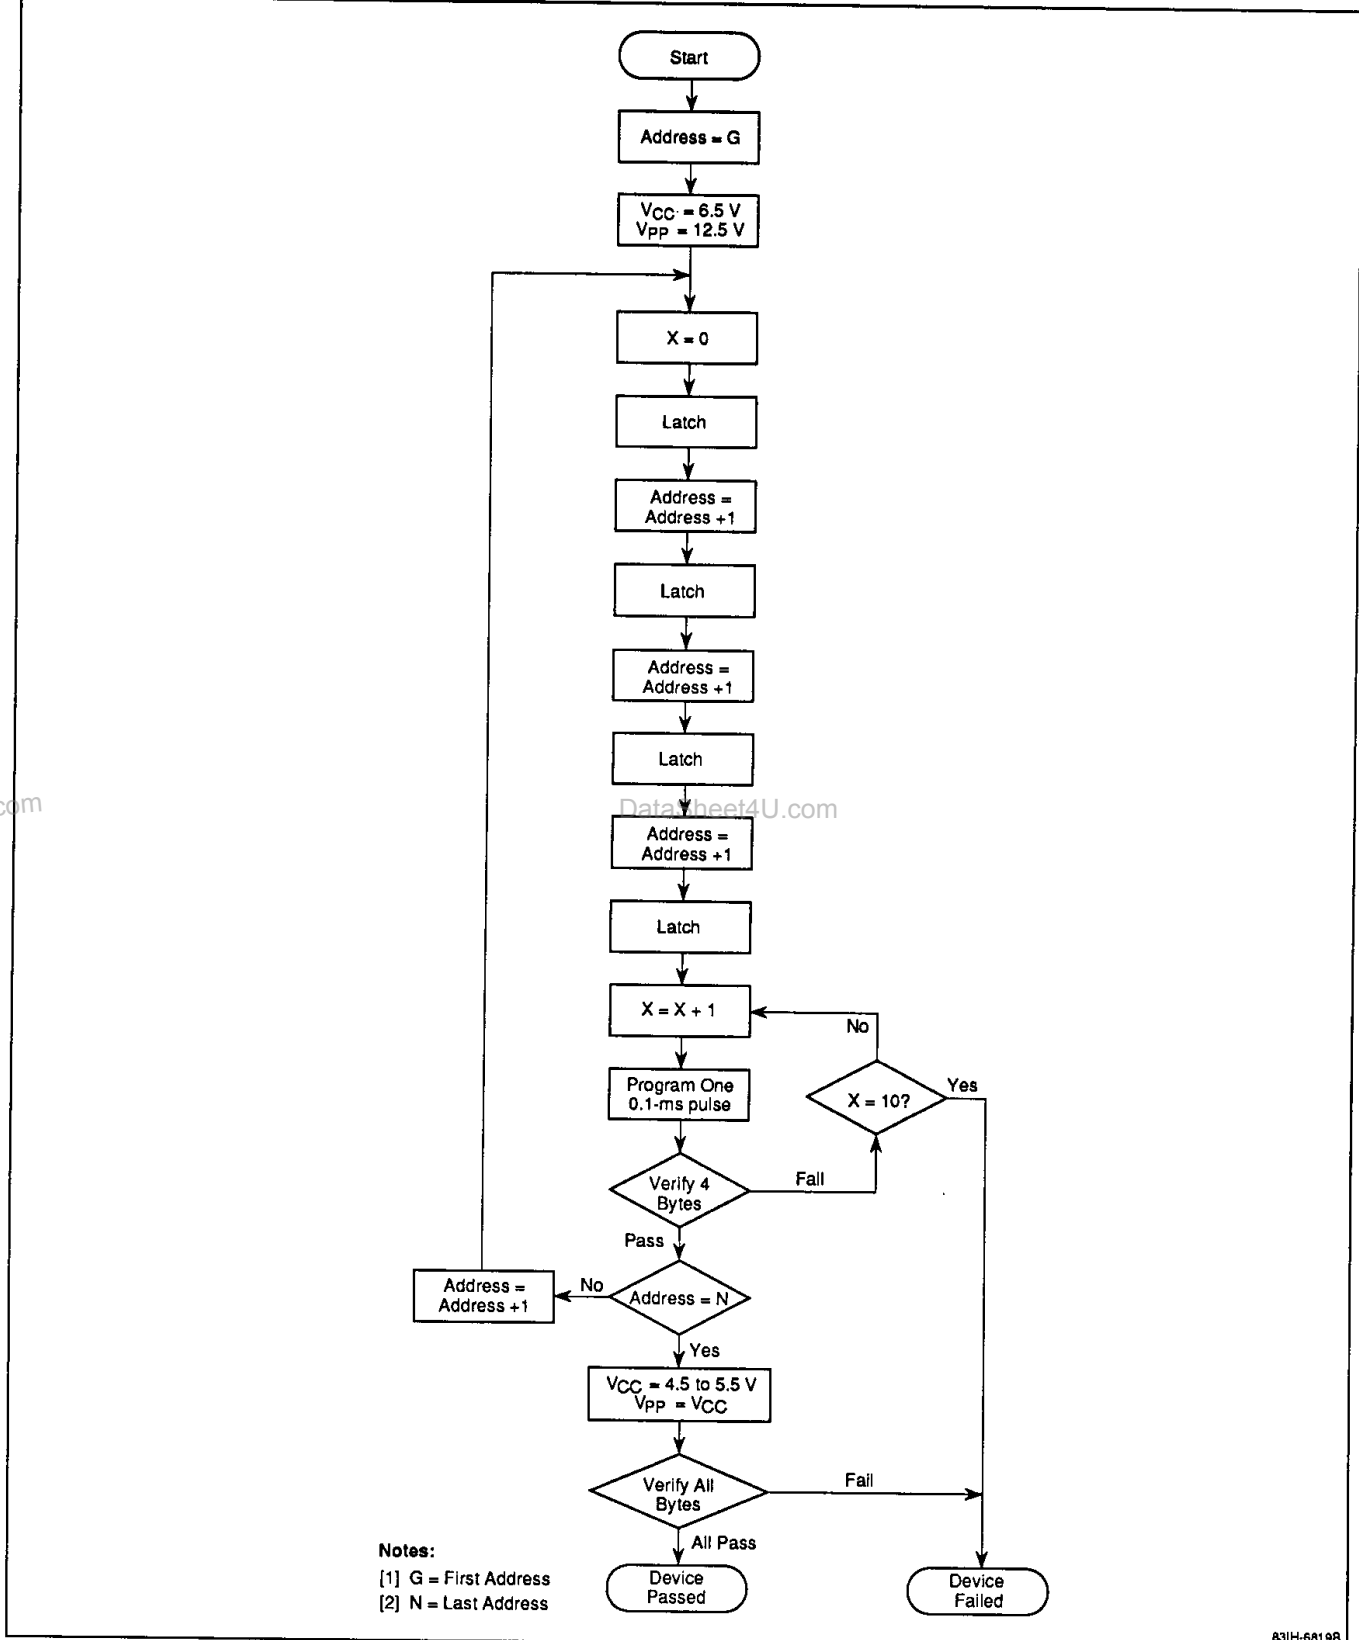 Start
Address = G
VCC = 6.5 V
VPP = 12.5 V
X = 0
Latch
Address =
Address +1
Latch
Address =
Address +1
Latch
com
DataSheet4U.com
Address =
Address +1
Latch
X = X + 1
No
Program One
0.1-ms pulse
X = 10?
Yes
Verify 4
Bytes
Fail
Pass
Address =
Address +1
No
Address = N
Yes
VCC = 4.5 to 5.5 V
VPP = VCC
Verify All
Bytes
Fail
All Pass
Notes:
[1] G = First Address
[2] N = Last Address
Device
Passed
Device
Failed
83IH-6819B